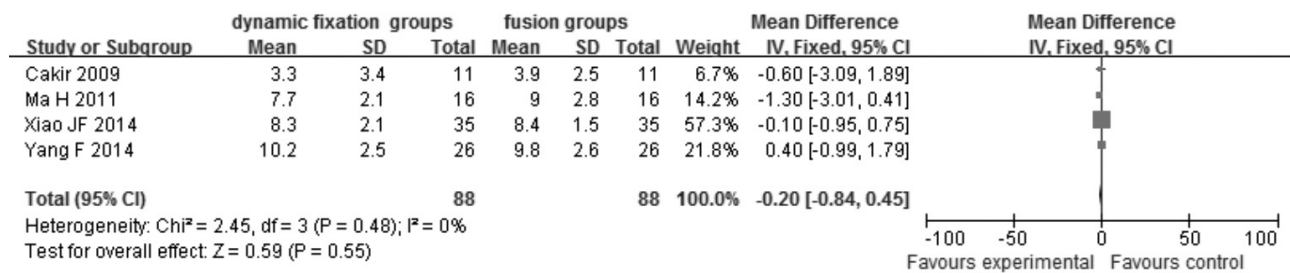 dynamic fixation groups fusion groups Mean Difference Mean Difference
Study or Subgroup Mean SD Total Mean SD Total Weight IV, Fixed, 95% CI IV, Fixed, 95% CI
Cakir 2009 3.3 3.4 11 3.9 2.5 11 6.7% -0.60 [-3.09, 1.89]
Ma H 2011 7.7 2.1 16 9 2.8 16 14.2% -1.30 [-3.01, 0.41]
Xiao JF 2014 8.3 2.1 35 8.4 1.5 35 57.3% -0.10 [-0.95, 0.75]
Yang F 2014 10.2 2.5 26 9.8 2.6 26 21.8% 0.40 [-0.99, 1.79]
Total (95% CI) 88 88 100.0% -0.20 [-0.84, 0.45]
Heterogeneity: Chi² = 2.45, df = 3 (P = 0.48); I² = 0%
Test for overall effect: Z = 0.59 (P = 0.55)
-100 -50 0 50 100
Favours experimental Favours control